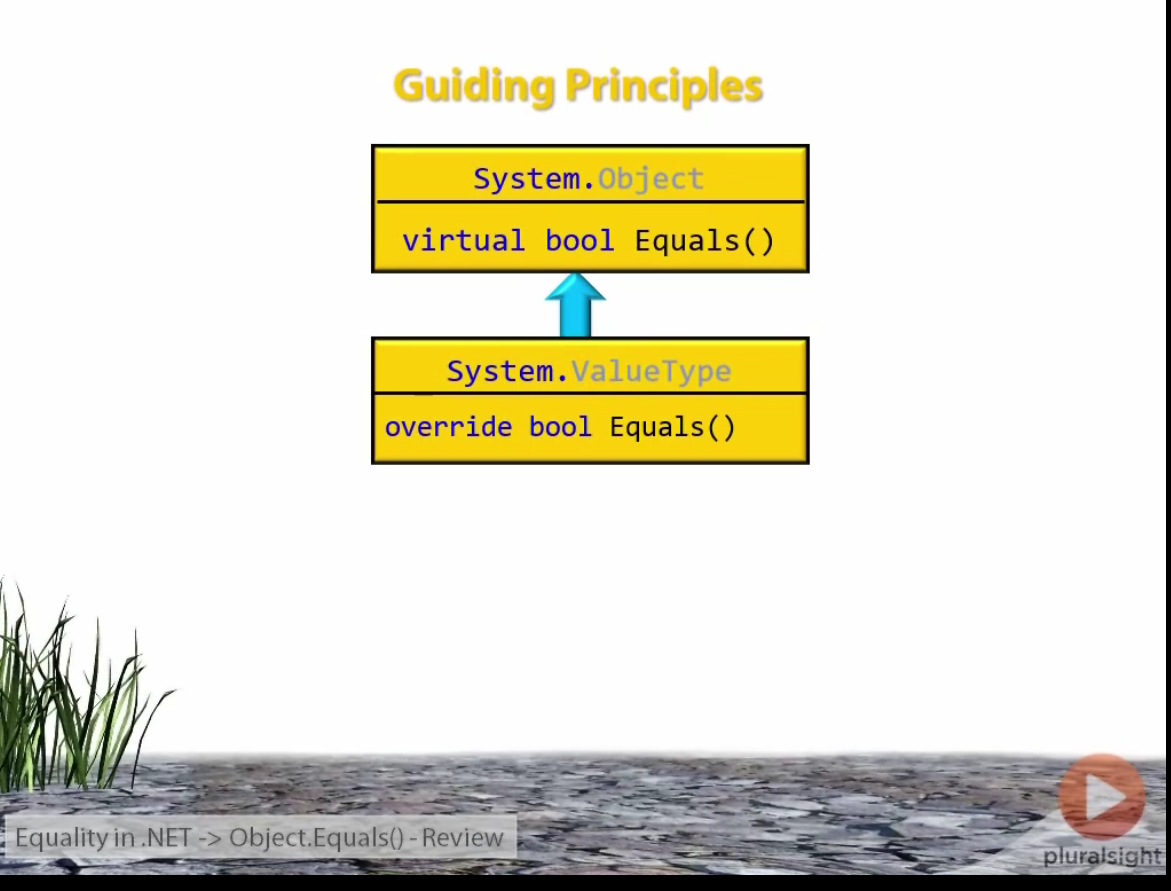 Guiding Principles
System.Object
virtual bool Equals()
System.ValueType
override bool Equals()
Equality in .NET -> Object.Equals() - Review
pluralsight